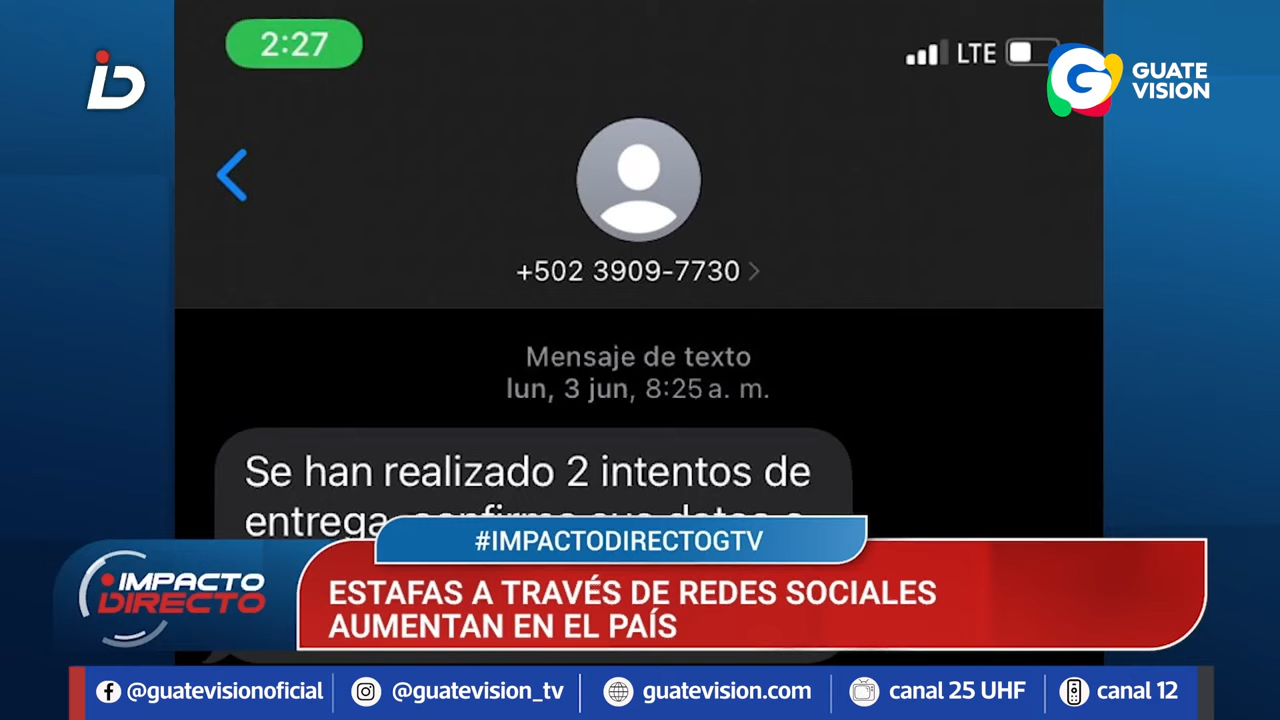 2:27
LTE
iD
GUATE
VISION
+502 3909-7730
Mensaje de texto
lun, 3 jun, 8:25 a. m.
Se han realizado 2 intentos de
entrega
#IMPACTODIRECTOGTV
IMPACTO
DIRECTO
ESTAFAS A TRAVÉS DE REDES SOCIALES
AUMENTAN EN EL PAÍS
@guatevisionoficial
@guatevision_tv
guatevision.com
canal 25 UHF
canal 12